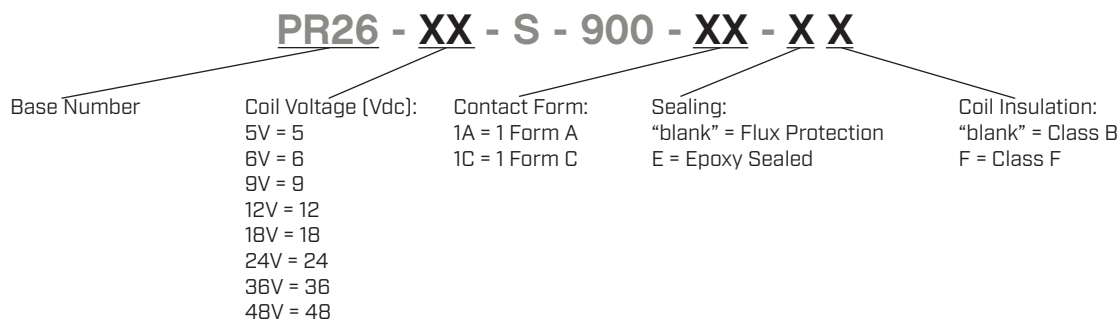 PR26 - XX - S - 900 - XX - X X
Base Number
Coil Voltage (Vdc):
5V = 5
6V = 6
9V = 9
12V = 12
18V = 18
24V = 24
36V = 36
48V = 48
Contact Form:
1A = 1 Form A
1C = 1 Form C
Sealing:
“blank” = Flux Protection
E = Epoxy Sealed
Coil Insulation:
“blank” = Class B
F = Class F